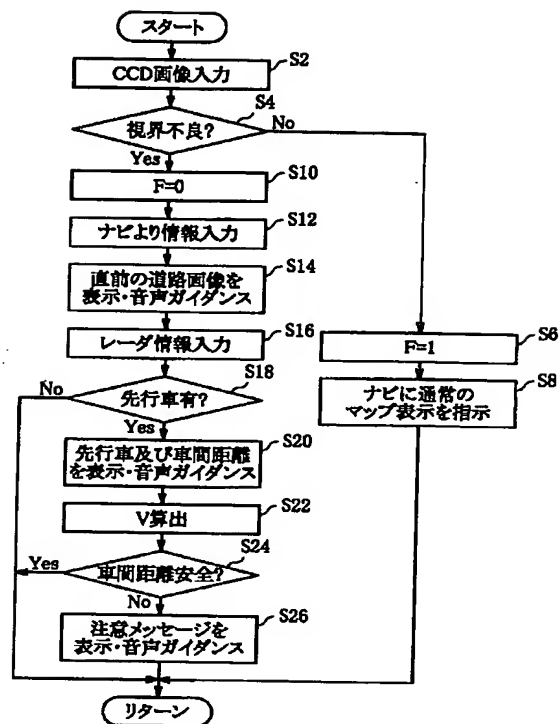 スタート
S2
CCD画像入力
S4
視界不良?
No
Yes
S10
F=0
S12
ナビより情報入力
S14
直前の道路画像を
表示・音声ガイダンス
S16
レーダ情報入力
S6
F=1
S18
No
先行車有?
S8
ナビに通常の
マップ表示を指示
Yes
S20
先行車及び車間距離
を表示・音声ガイダンス
S22
V算出
S24
Yes
車間距離安全?
No
S26
注意メッセージを
表示・音声ガイダンス
リターン